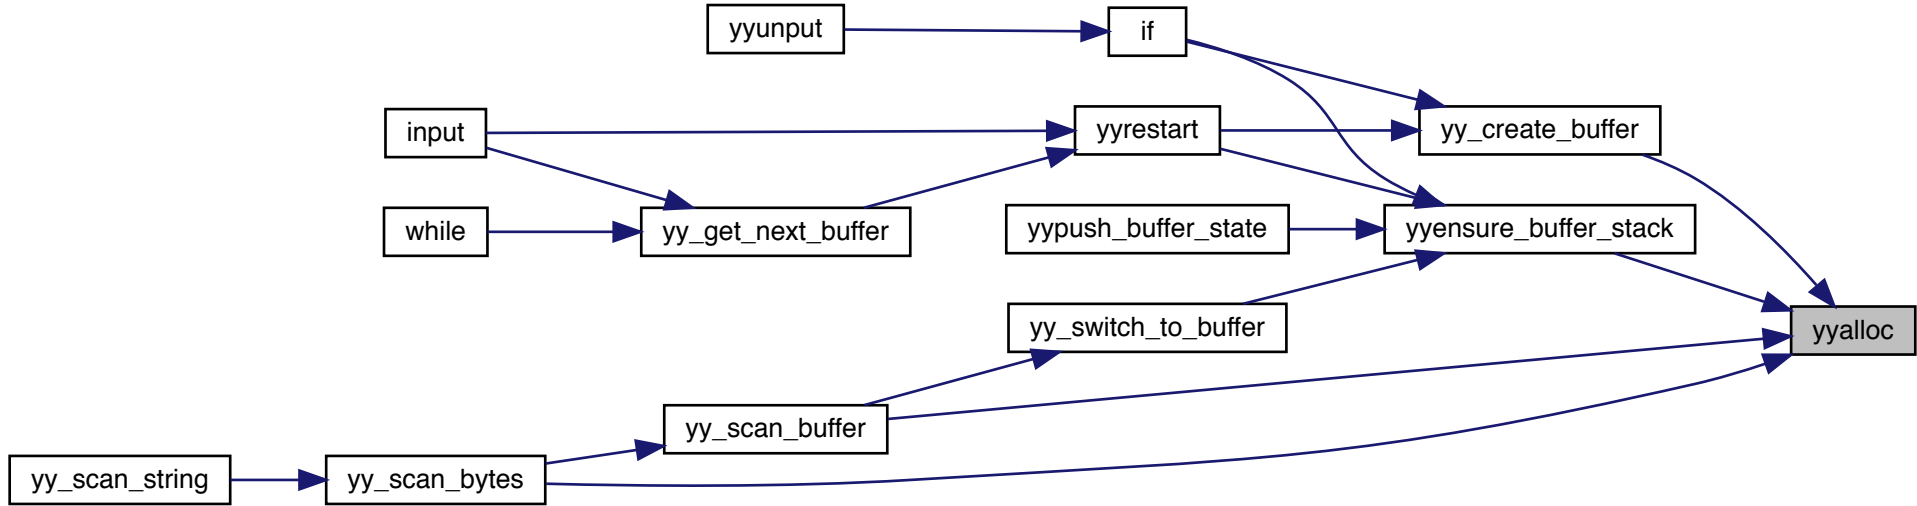 yyunput
if
input
yyrestart
yy_create_buffer
while
yy_get_next_buffer
yypush_buffer_state
yyensure_buffer_stack
yy_switch_to_buffer
yyalloc
yy_scan_buffer
yy_scan_string
yy_scan_bytes